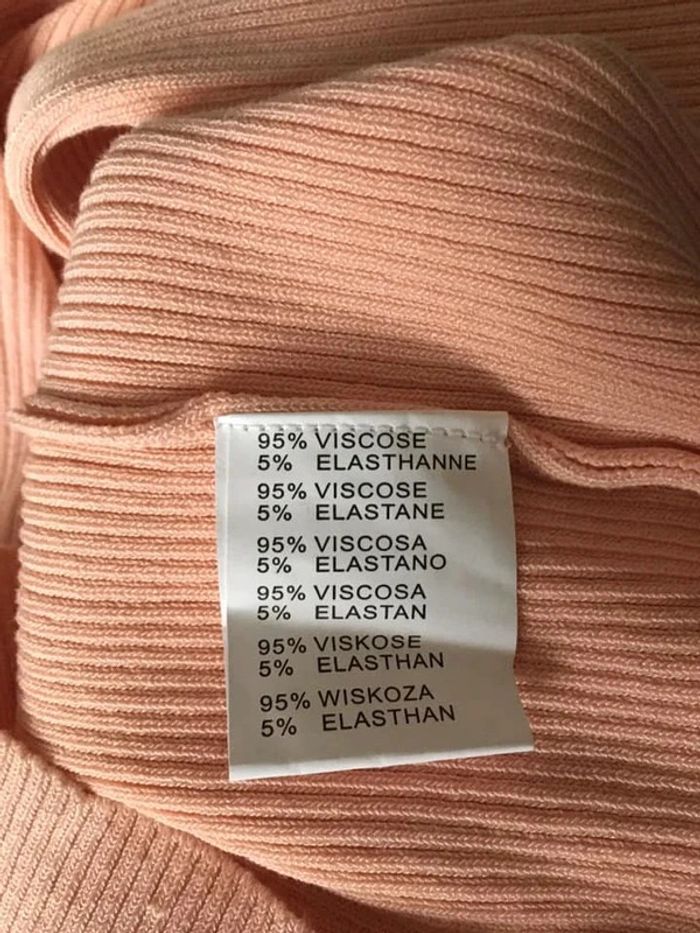 95% VISCOSE
5% ELASTHANNE
95% VISCOSE
5% ELASTANE
95% VISCOSA
5% ELASTANO
95% VISCOSA
5% ELASTAN
95% VISKOSE
5% ELASTHAN
95% WISKOZA
5% ELASTHAN